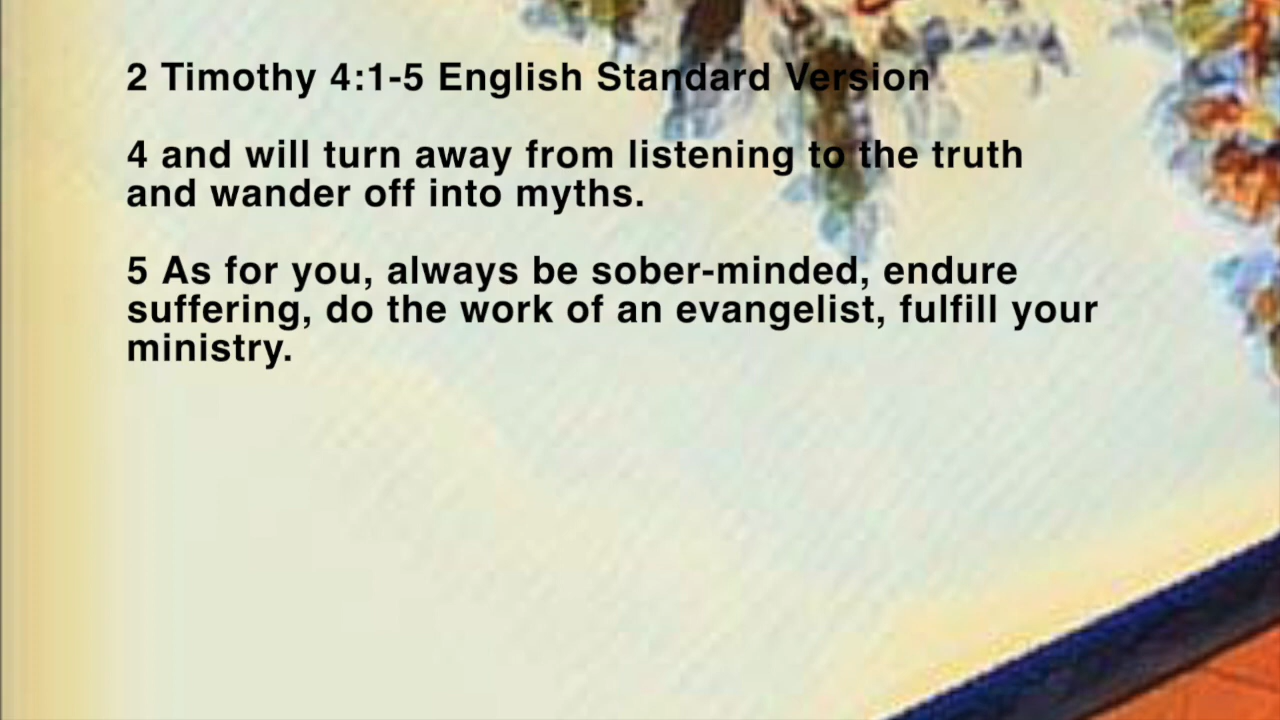 2 Timothy 4:1-5 English Standard Version
4 and will turn away from listening to the truth
and wander off into myths.
5 As for you, always be sober-minded, endure
suffering, do the work of an evangelist, fulfill your
ministry.